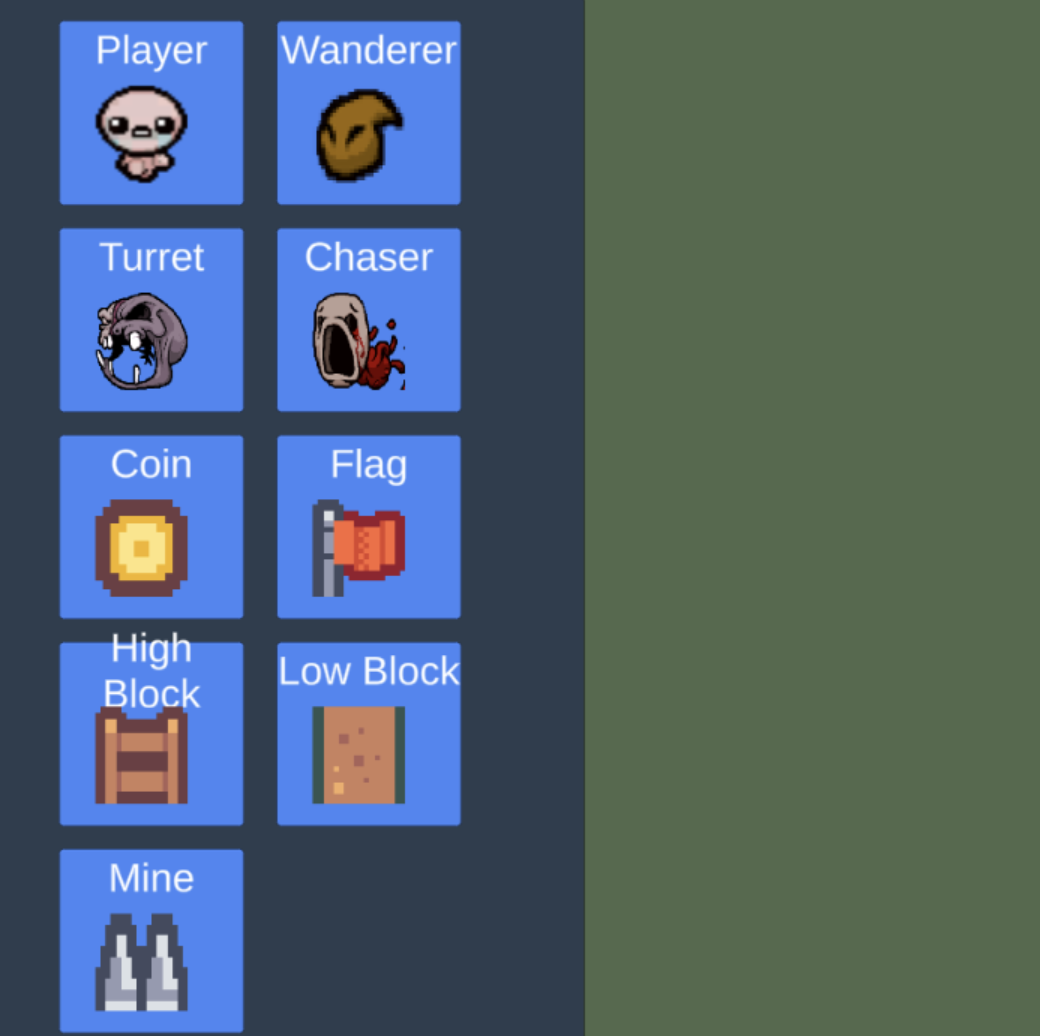 Player
Wanderer
Turret
Chaser
Coin
Flag
High
Block
Low Block
Mine